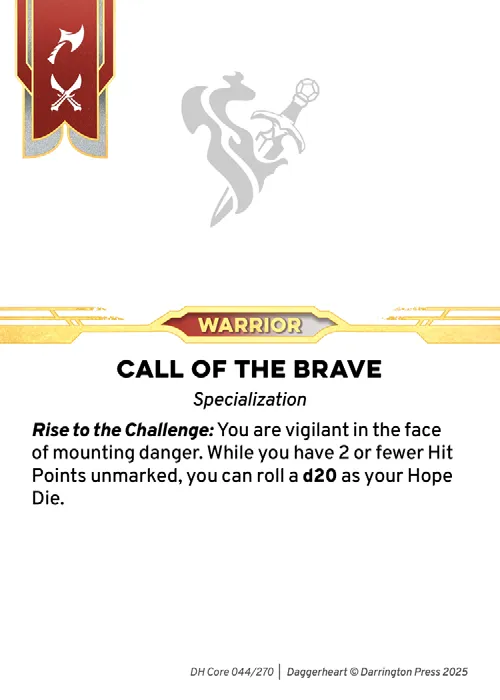 WARRIOR
CALL OF THE BRAVE
Specialization
Rise to the Challenge: You are vigilant in the face
of mounting danger. While you have 2 or fewer Hit
Points unmarked, you can roll a d20 as your Hope
Die.
DH Core 044/270 | Daggerheart © Darrington Press 2025